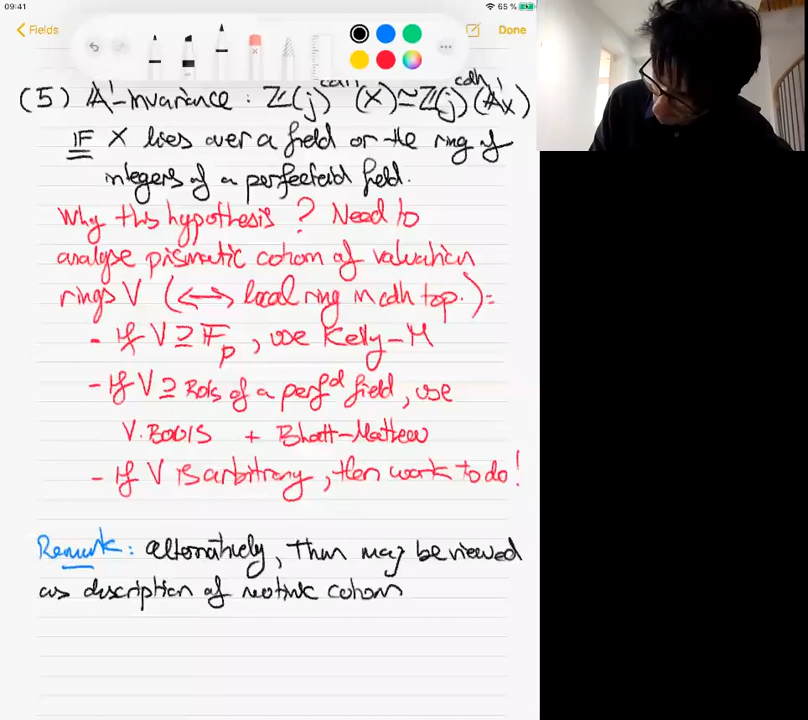 09:41
65 %
Fields
Done
(5) A¹-invariance : Z(j)^cdh (X) ≃ Z(j)^cdh (A¹_X)
IF X lies over a field or the ring of
integers of a perfectoid field.
Why this hypothesis ? Need to
analyse prismatic cohom of valuation
rings V (↔ local ring in cdh top.) :
- If V ⊇ F_p, use Kelly-M
- If V ⊇ RoIs of a perf'd field, use
V. BOUIS + Bhatt-Mathew
- If V is arbitrary, then work to do!
Remark: alternatively, Thm may be viewed
as description of motivic cohom